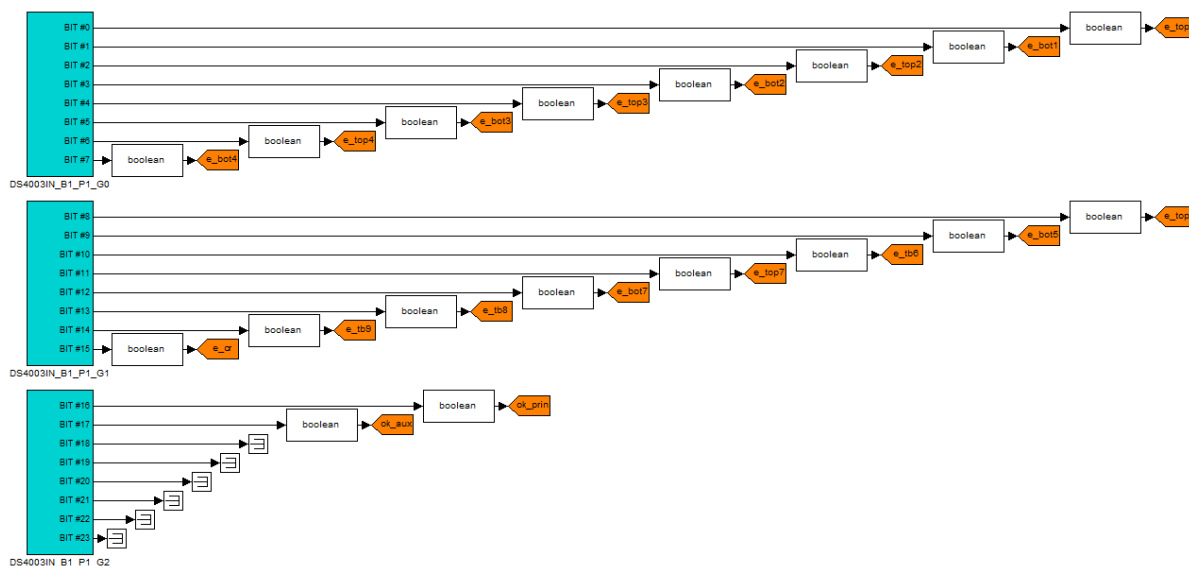 BIT #0 boolean e_top
BIT #1 boolean e_bot1
BIT #2 boolean e_top2
BIT #3 boolean e_bot2
BIT #4 boolean e_top3
BIT #5 boolean e_bot3
BIT #6 boolean e_top4
BIT #7 boolean e_bot4
DS4003IN_B1_P1_G0
BIT #8 boolean e_top
BIT #9 boolean e_bot5
BIT #10 boolean e_tb6
BIT #11 boolean e_top7
BIT #12 boolean e_bot7
BIT #13 boolean e_tb8
BIT #14 boolean e_tb9
BIT #15 boolean e_cr
DS4003IN_B1_P1_G1
BIT #16 boolean ok_prin
BIT #17 boolean ok_aux
BIT #18
BIT #19
BIT #20
BIT #21
BIT #22
BIT #23
DS4003IN_B1_P1_G2